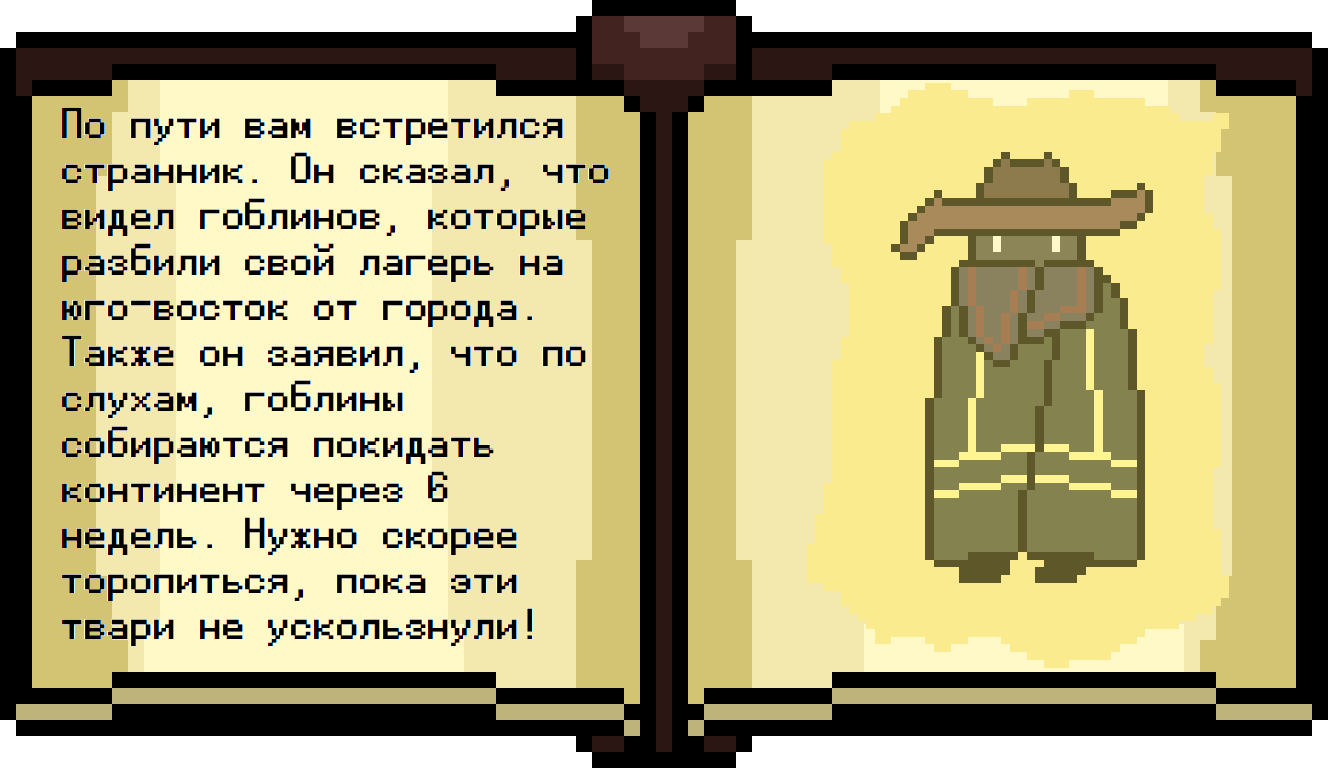 По пути вам встретился
странник. Он сказал, что
видел гоблинов, которые
разбили свой лагерь на
юго-восток от города.
Также он заявил, что по
слухам, гоблины
собираются покидать
континент через 6
недель. Нужно скорее
торопиться, пока эти
твари не ускользнули!